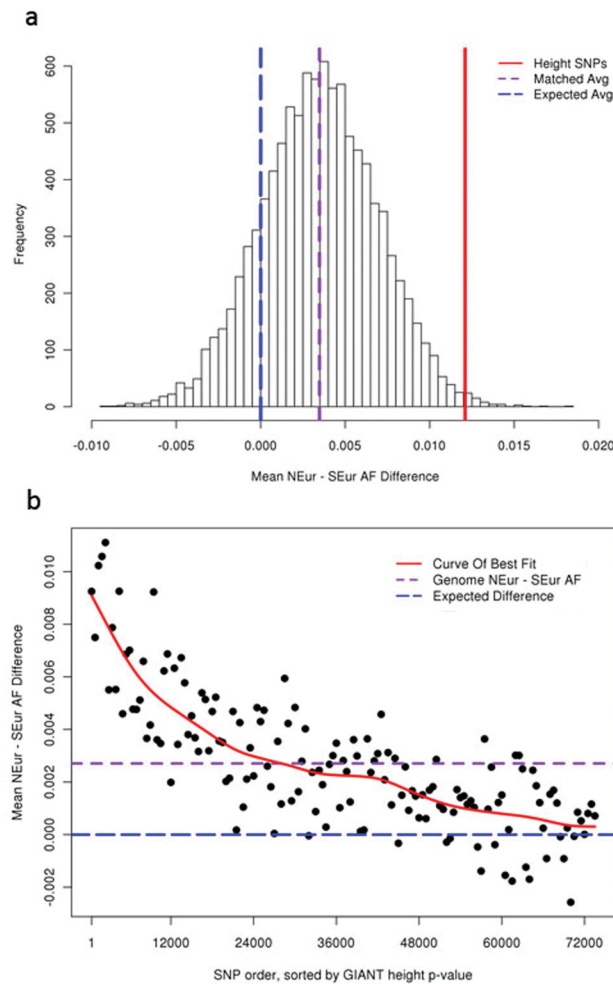 a
Height SNPs
Matched Avg
Expected Avg
Frequency
600
500
400
300
200
100
0
-0.010 -0.005 0.000 0.005 0.010 0.015 0.020
Mean NEur - SEur AF Difference
b
Curve Of Best Fit
Genome NEur - SEur AF
Expected Difference
Mean NEur - SEur AF Difference
0.010
0.008
0.006
0.004
0.002
0.000
-0.002
1 12000 24000 36000 48000 60000 72000
SNP order, sorted by GIANT height p-value